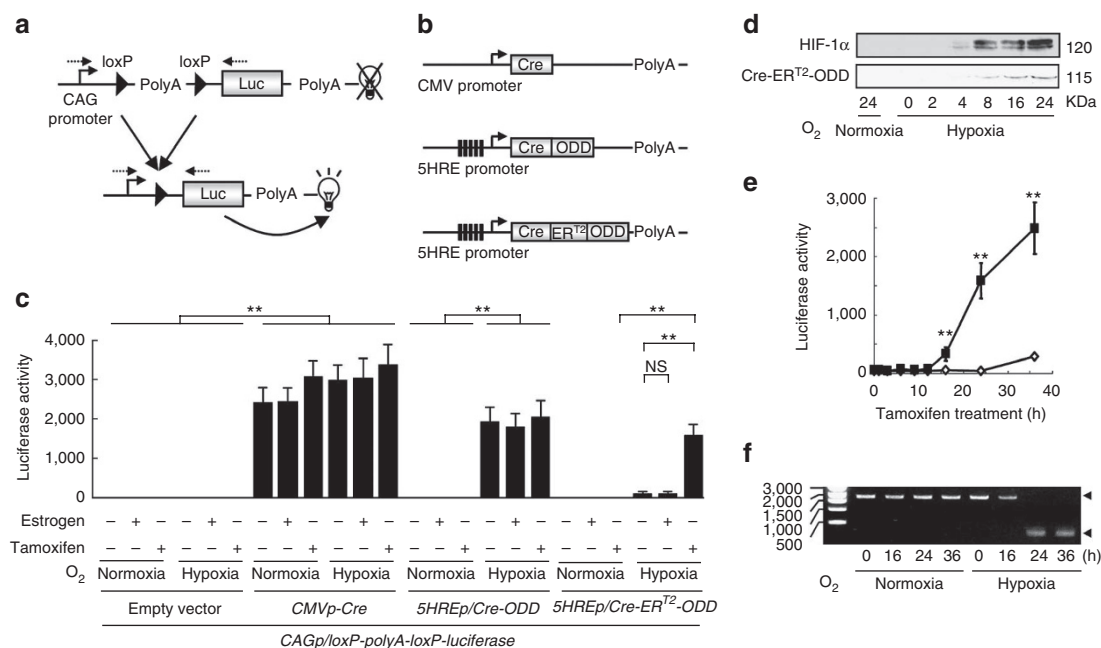 a
loxP loxP
PolyA Luc PolyA
CAG
promoter
Luc PolyA
b
Cre PolyA
CMV promoter
Cre ODD PolyA
5HRE promoter
Cre ER^T2 ODD PolyA
5HRE promoter
c
Luciferase activity
4,000
3,000
2,000
1,000
0
** ** ** ** NS
Estrogen – + – – + – – + – – + – – + – – + – – + – – + –
Tamoxifen – – + – – + – – + – – + – – + – – + – – + – – +
O₂ Normoxia Hypoxia Normoxia Hypoxia Normoxia Hypoxia Normoxia Hypoxia
Empty vector CMVp-Cre 5HREp/Cre-ODD 5HREp/Cre-ER^T2-ODD
CAGp/loxP-polyA-loxP-luciferase
d
HIF-1α 120
Cre-ER^T2-ODD 115
24 0 2 4 8 16 24 KDa
O₂ Normoxia Hypoxia
e
Luciferase activity
3,000
2,000
1,000
0
** ** **
0 10 20 30 40
Tamoxifen treatment (h)
f
3,000
2,000
1,500
1,000
500
0 16 24 36 0 16 24 36 (h)
O₂ Normoxia Hypoxia